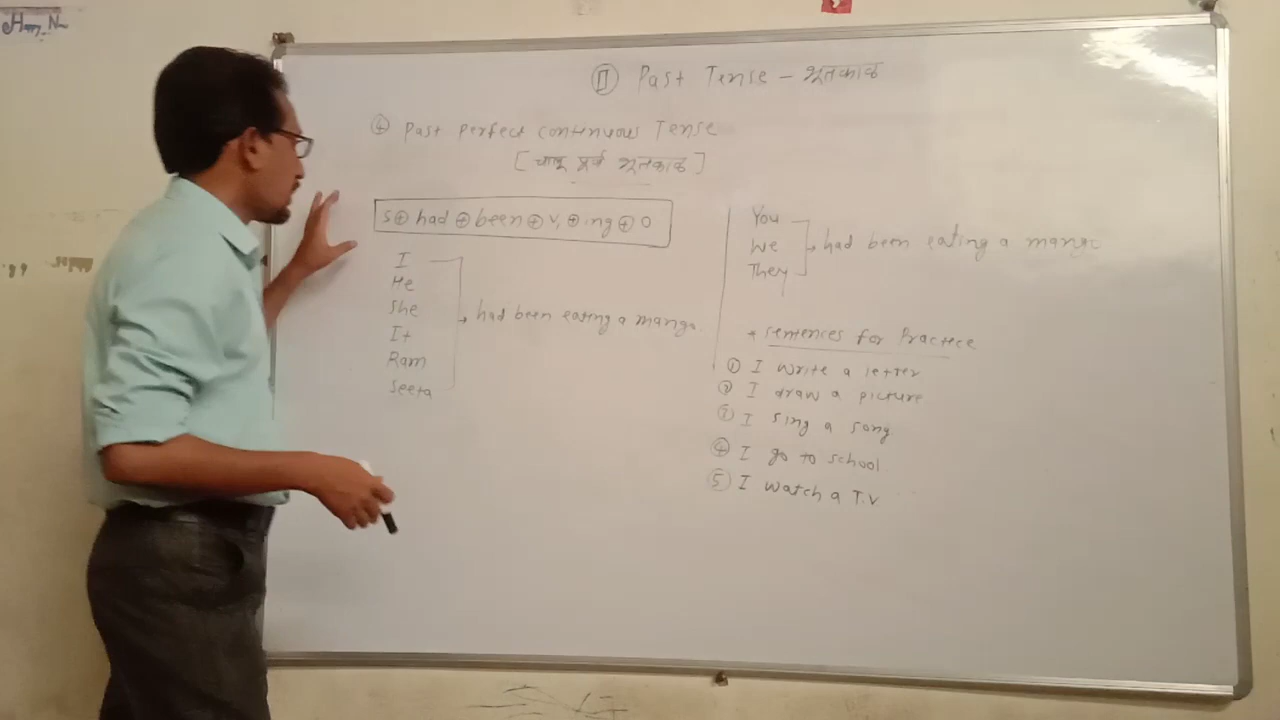 II Past Tense - भूतकाळ
4 Past Perfect continuous Tense
[ चालू पूर्ण भूतकाळ ]
S + had + been + V1 + ing + O
I
He
She
It
Ram
Seeta
had been eating a mango.
You
We
They
had been eating a mango
* Sentences for Practece
1 I write a letter
2 I draw a picture
3 I sing a song
4 I go to school.
5 I watch a T.V